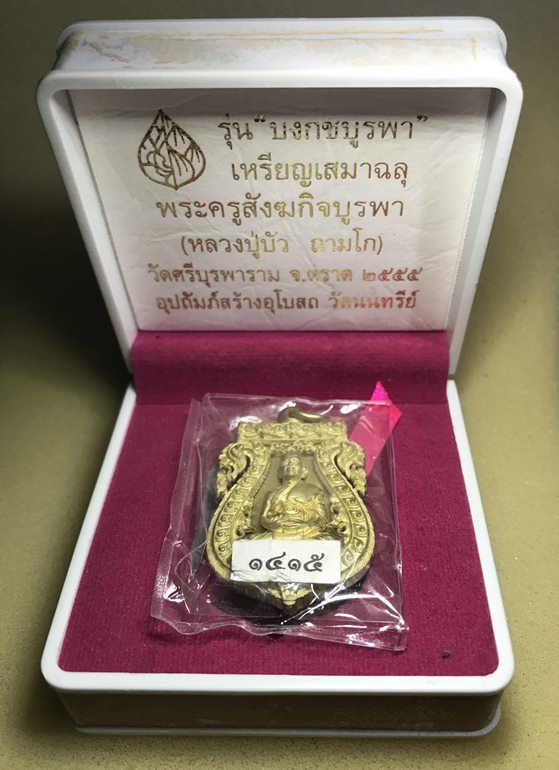 รุ่น "บงกชบูรพา"
เหรียญเสมาฉลุ
พระครูสังฆกิจบูรพา
(หลวงปู่บัว ถามโก)
วัดศรีบุรพาราม จ.ตราด ๒๕๕๕
อุปถัมภ์สร้างอุโบสถ วัดนนทรีย์
๑๔๑๕